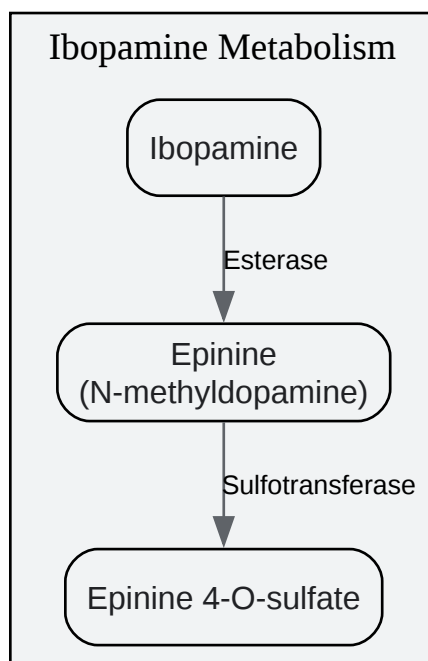 Ibopamine Metabolism
Ibopamine
Esterase
Epinine
(N-methyldopamine)
Sulfotransferase
Epinine 4-O-sulfate